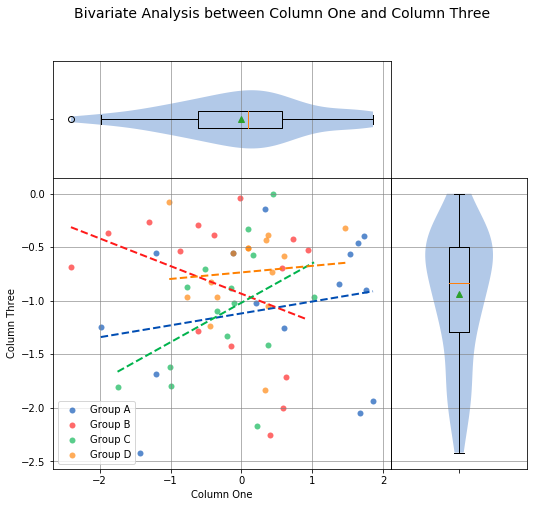 Bivariate Analysis between Column One and Column Three
0.0
−0.5
−1.0
−1.5
−2.0
−2.5
Column Three
Group A
Group B
Group C
Group D
−2 −1 0 1 2
Column One